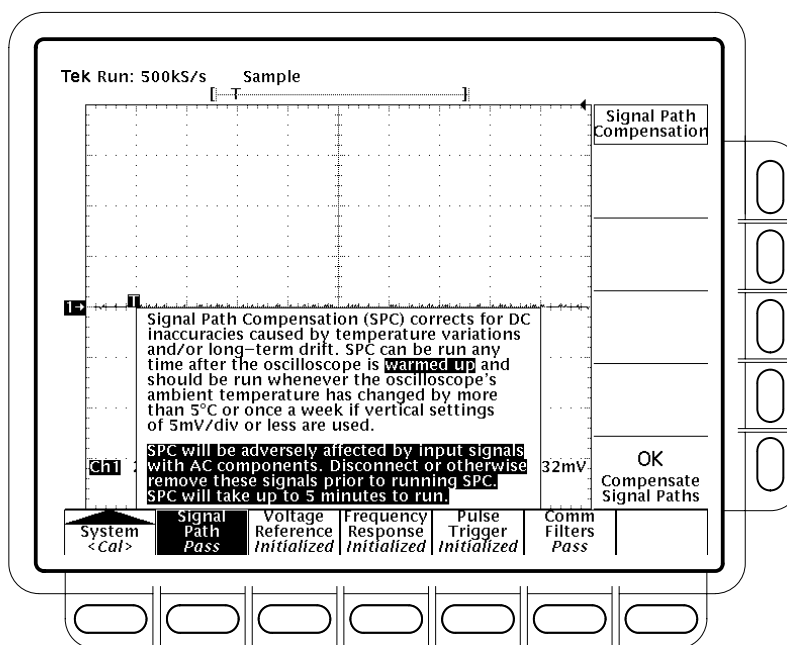 Tek Run: 500kS/s Sample
[ T ]
Signal Path
Compensation
T
1→
Signal Path Compensation (SPC) corrects for DC
inaccuracies caused by temperature variations
and/or long-term drift. SPC can be run any
time after the oscilloscope is warmed up and
should be run whenever the oscilloscope's
ambient temperature has changed by more
than 5°C or once a week if vertical settings
of 5mV/div or less are used.
SPC will be adversely affected by input signals
with AC components. Disconnect or otherwise
remove these signals prior to running SPC.
SPC will take up to 5 minutes to run.
Ch1
32mV
OK
Compensate
Signal Paths
System
<Cal>
Signal
Path
Pass
Voltage
Reference
Initialized
Frequency
Response
Initialized
Pulse
Trigger
Initialized
Comm
Filters
Pass